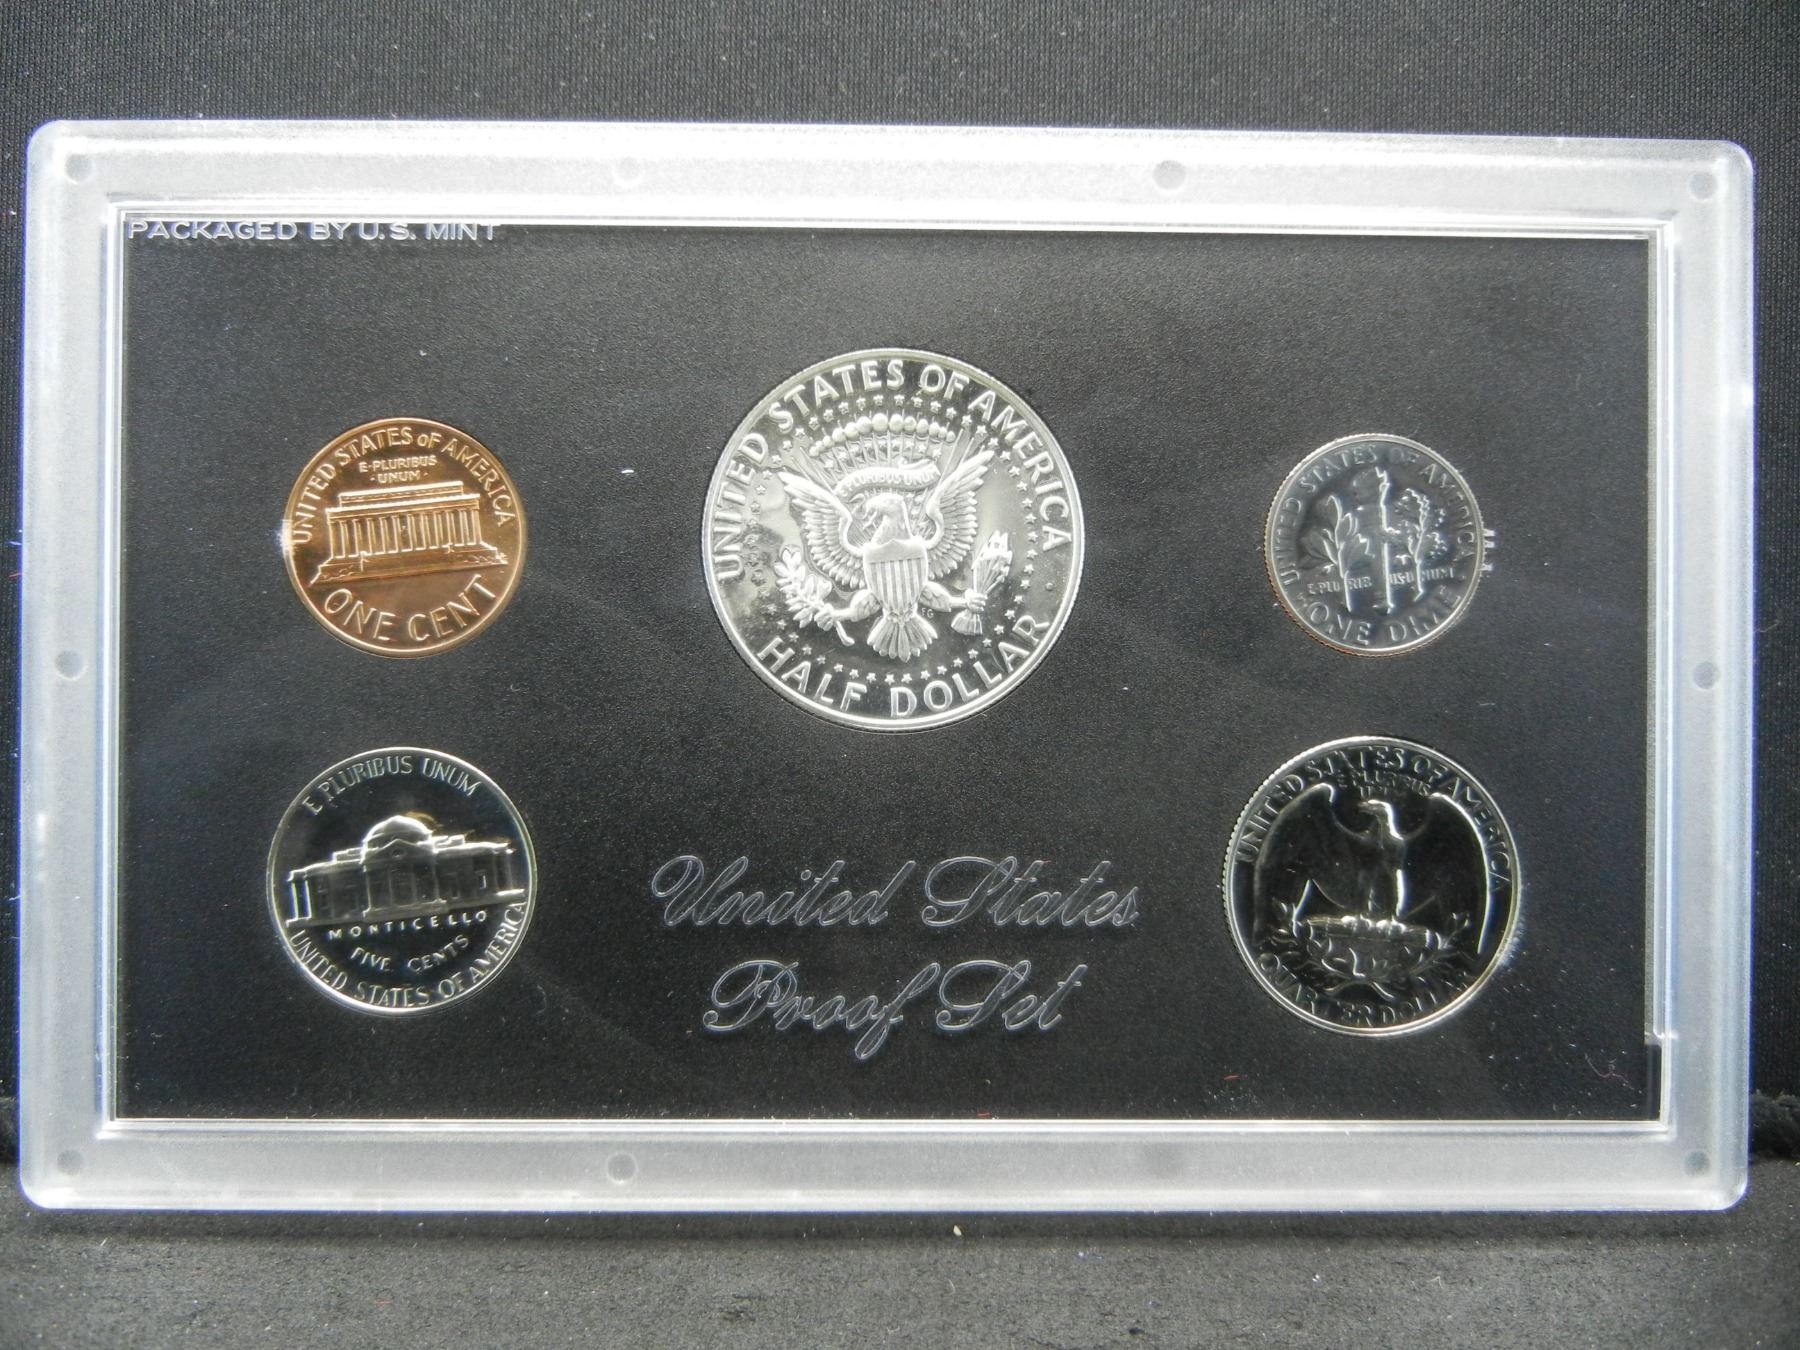 PACKAGED BY U.S. MINT
UNITED STATES OF AMERICA
E·PLURIBUS
·UNUM·
ONE CENT
UNITED STATES OF AMERICA
E PLURIBUS UNUM
FG
HALF DOLLAR
UNITED STATES OF AMERICA
E·PLURIBUS·UNUM
ONE DIME
E PLURIBUS UNUM
MONTICELLO
FIVE CENTS
UNITED STATES OF AMERICA
UNITED STATES OF AMERICA
E PLURIBUS
UNUM
QUARTER DOLLAR
United States
Proof Set